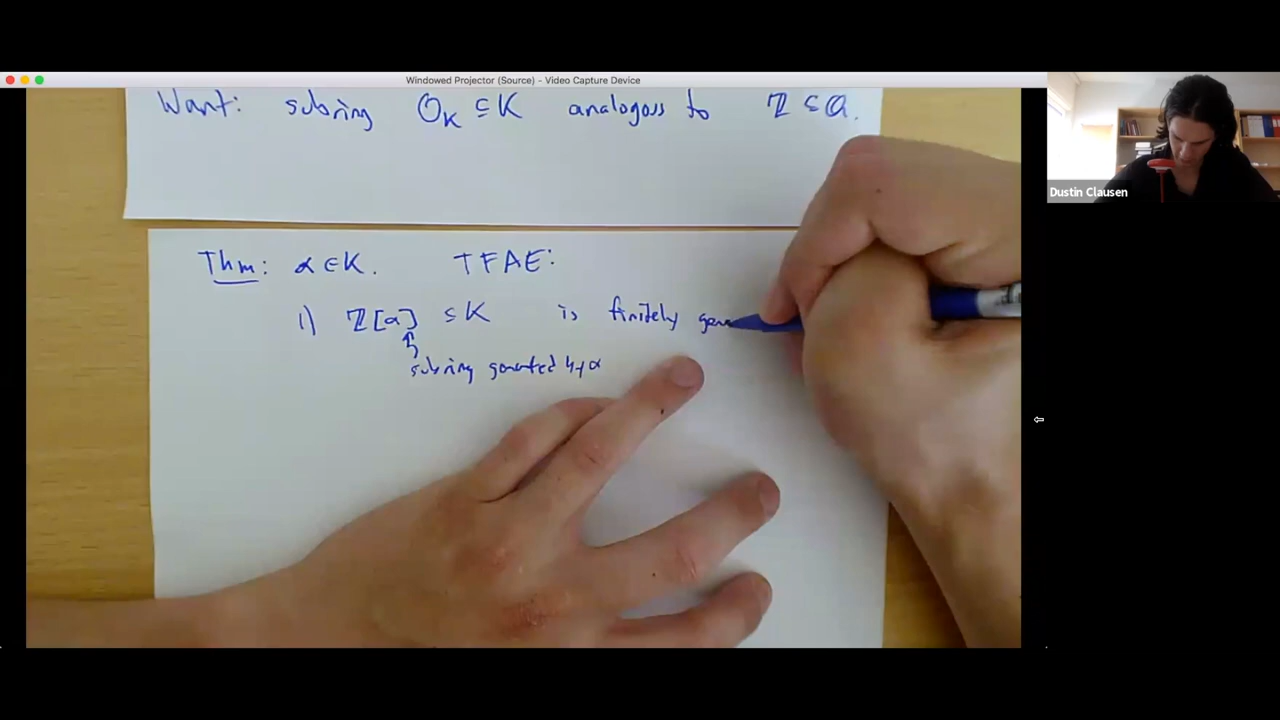 Windowed Projector (Source) - Video Capture Device
Want: subring O_K ⊆ K analogous to ℤ ⊆ ℚ.
Dustin Clausen
Thm: α ∈ K. TFAE:
1) ℤ[α] ⊆ K is finitely gene
subring generated by α